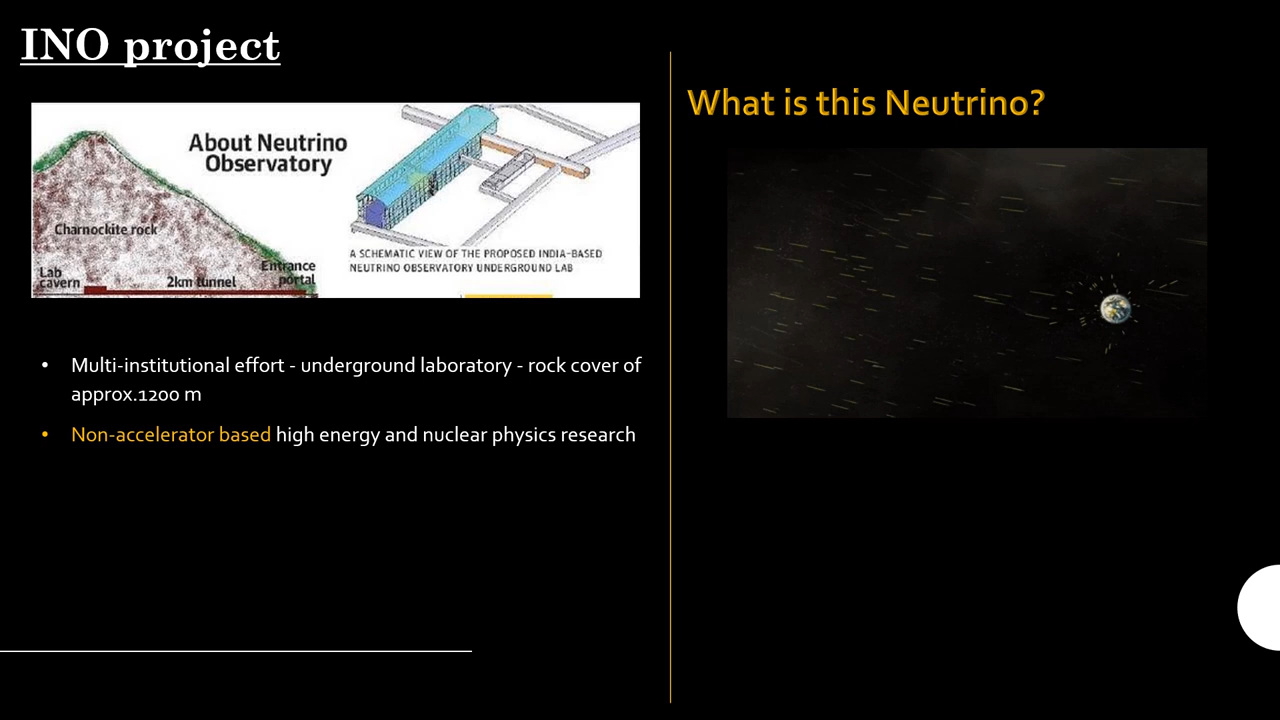 INO project
About Neutrino
Observatory
Charnockite rock
Lab
cavern
2km tunnel
Entrance
portal
A SCHEMATIC VIEW OF THE PROPOSED INDIA-BASED
NEUTRINO OBSERVATORY UNDERGROUND LAB
• Multi-institutional effort - underground laboratory - rock cover of
approx.1200 m
• Non-accelerator based high energy and nuclear physics research
What is this Neutrino?